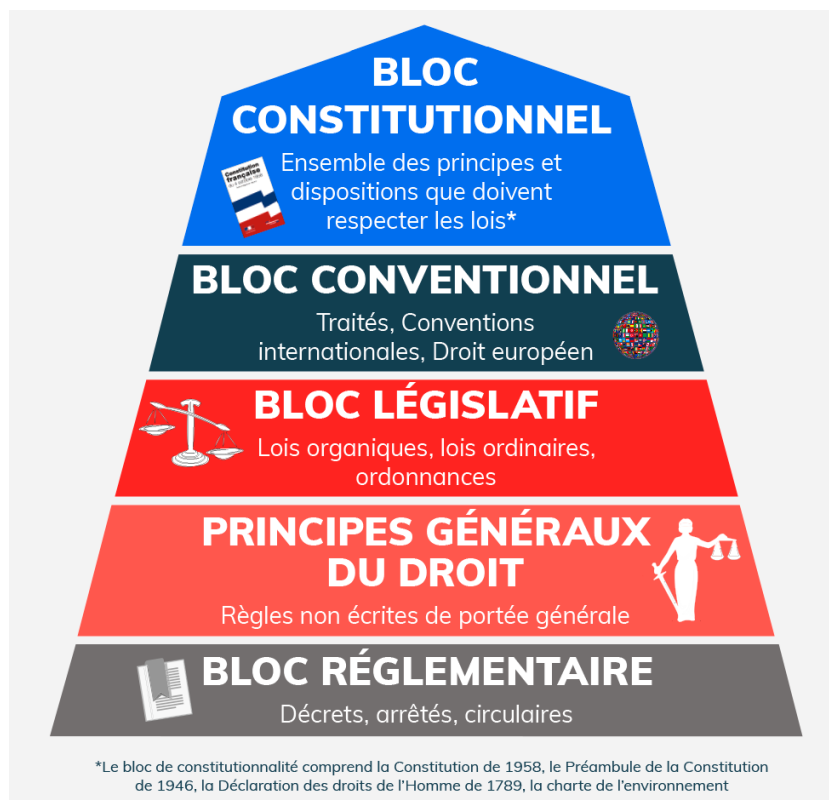 BLOC
CONSTITUTIONNEL
Constitution
française
Ensemble des principes et
dispositions que doivent
respecter les lois*
BLOC CONVENTIONNEL
Traités, Conventions
internationales, Droit européen
BLOC LÉGISLATIF
Lois organiques, lois ordinaires,
ordonnances
PRINCIPES GÉNÉRAUX
DU DROIT
Règles non écrites de portée générale
BLOC RÉGLEMENTAIRE
Décrets, arrêtés, circulaires
*Le bloc de constitutionnalité comprend la Constitution de 1958, le Préambule de la Constitution
de 1946, la Déclaration des droits de l'Homme de 1789, la charte de l'environnement